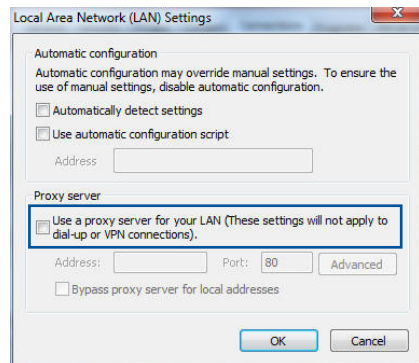 Local Area Network (LAN) Settings
Automatic configuration
Automatic configuration may override manual settings. To ensure the
use of manual settings, disable automatic configuration.
Automatically detect settings
Use automatic configuration script
Address
Proxy server
Use a proxy server for your LAN (These settings will not apply to
dial-up or VPN connections).
Address:
Port: 80 Advanced
Bypass proxy server for local addresses
OK Cancel